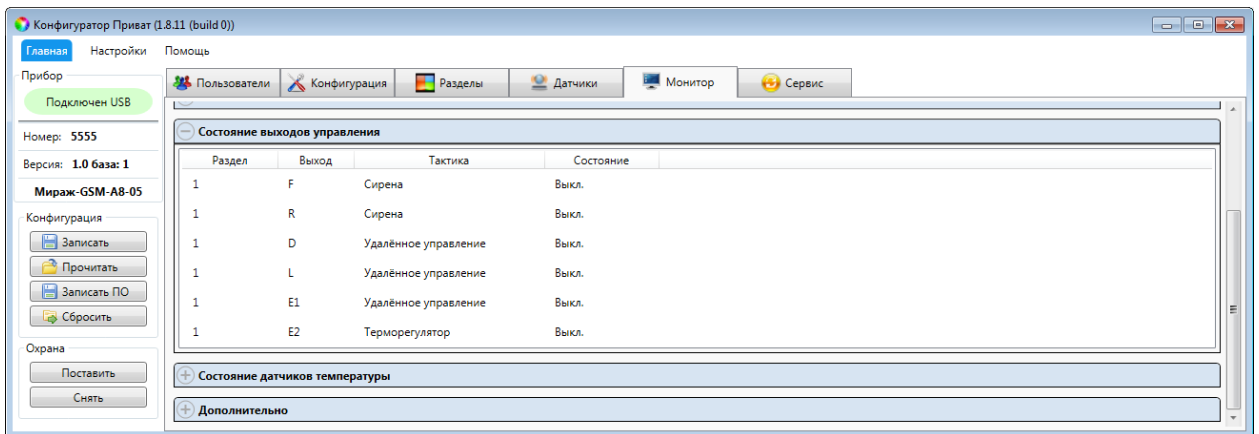 Конфигуратор Приват (1.8.11 (build 0))
Главная Настройки Помощь
Прибор
Подключен USB
Номер: 5555
Версия: 1.0 база: 1
Мираж-GSM-A8-05
Конфигурация
Записать
Прочитать
Записать ПО
Сбросить
Охрана
Поставить
Снять
Пользователи Конфигурация Разделы Датчики Монитор Сервис
Состояние выходов управления
Раздел Выход Тактика Состояние
1 F Сирена Выкл.
1 R Сирена Выкл.
1 D Удалённое управление Выкл.
1 L Удалённое управление Выкл.
1 E1 Удалённое управление Выкл.
1 E2 Терморегулятор Выкл.
Состояние датчиков температуры
Дополнительно